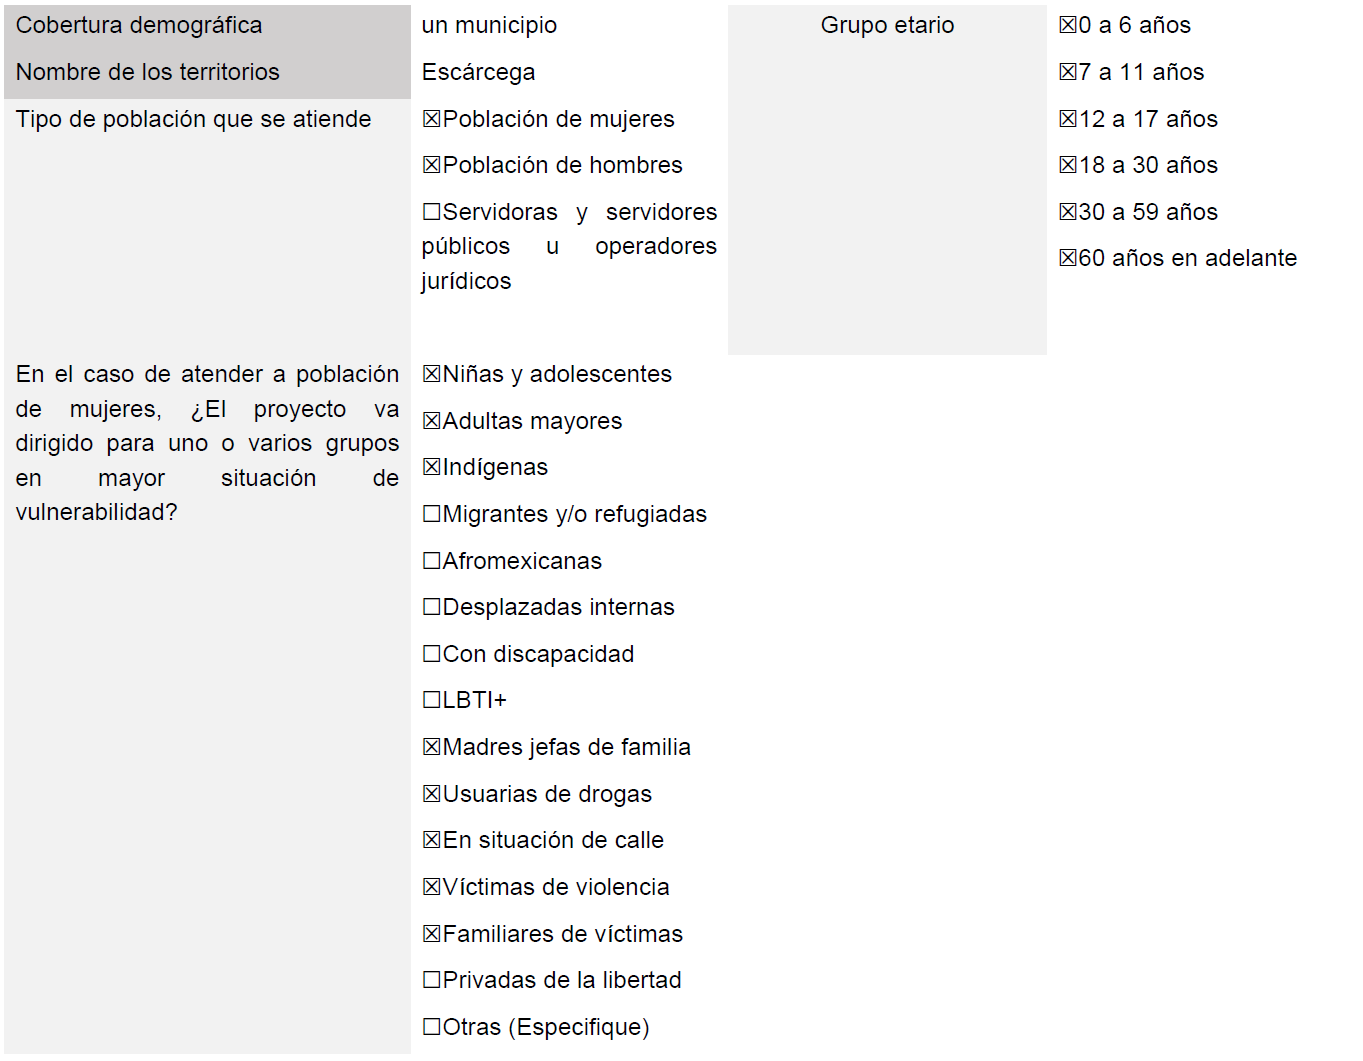 Cobertura demográfica
un municipio
Grupo etario
☒0 a 6 años
Nombre de los territorios
Escárcega
☒7 a 11 años
Tipo de población que se atiende
☒Población de mujeres
☒Población de hombres
☐Servidoras y servidores
públicos u operadores
jurídicos
☒12 a 17 años
☒18 a 30 años
☒30 a 59 años
☒60 años en adelante
En el caso de atender a población
de mujeres, ¿El proyecto va
dirigido para uno o varios grupos
en mayor situación de
vulnerabilidad?
☒Niñas y adolescentes
☒Adultas mayores
☒Indígenas
☐Migrantes y/o refugiadas
☐Afromexicanas
☐Desplazadas internas
☐Con discapacidad
☐LBTI+
☒Madres jefas de familia
☒Usuarias de drogas
☒En situación de calle
☒Víctimas de violencia
☒Familiares de víctimas
☐Privadas de la libertad
☐Otras (Especifique)